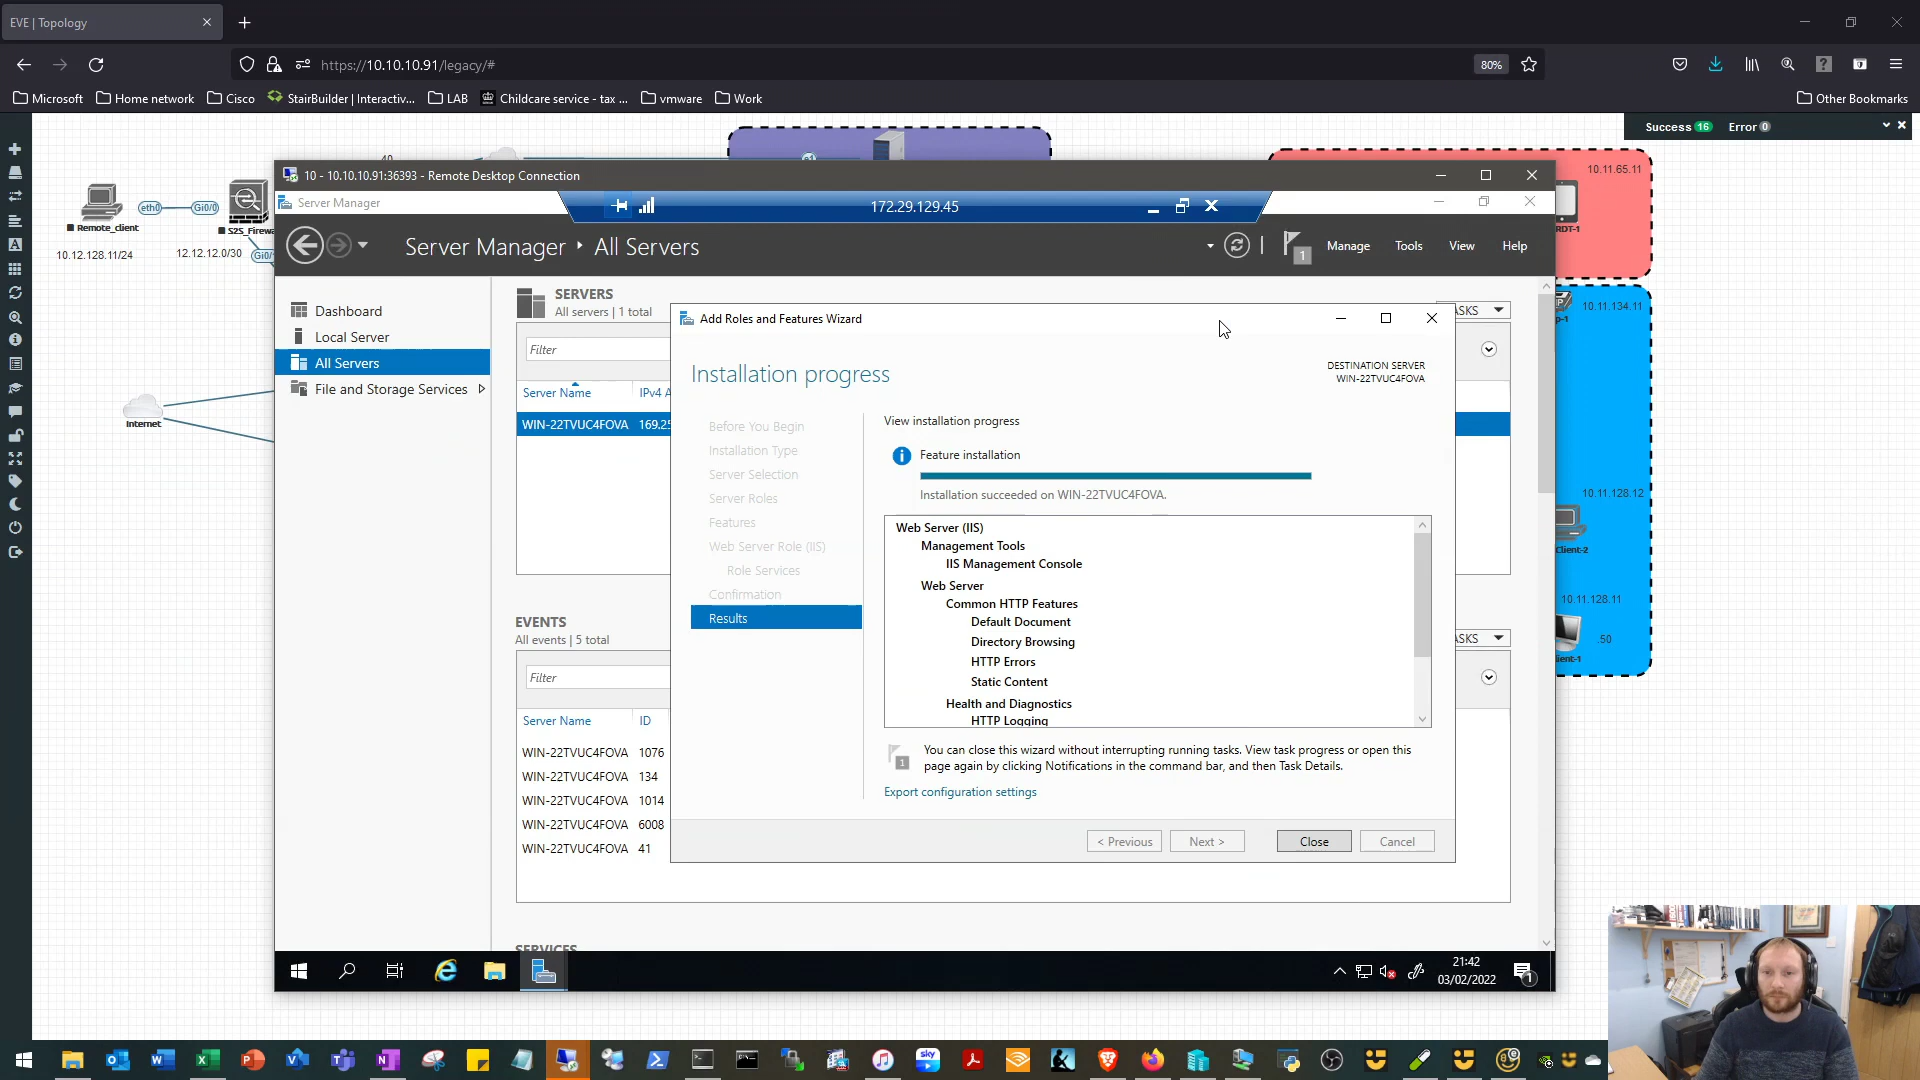 EVE | Topology
https://10.10.10.91/legacy/#
80%
Microsoft
Home network
Cisco
StairBuilder | Interactiv...
LAB
Childcare service - tax ...
vmware
Work
Other Bookmarks
Success 16
Error 0
10.11.65.11
10 - 10.10.10.91:36393 - Remote Desktop Connection
Server Manager
172.29.129.45
Server Manager
All Servers
1
Manage
Tools
View
Help
eth0
Gi0/0
Remote_client
10.12.128.11/24
12.12.12.0/30
Internet
Dashboard
Local Server
All Servers
File and Storage Services
SERVERS
All servers | 1 total
Filter
Server Name
WIN-22TVUC4FOVA
EVENTS
All events | 5 total
Filter
Server Name
ID
WIN-22TVUC4FOVA 1076
WIN-22TVUC4FOVA 134
WIN-22TVUC4FOVA 1014
WIN-22TVUC4FOVA 6008
WIN-22TVUC4FOVA 41
SERVICES
Add Roles and Features Wizard
Installation progress
DESTINATION SERVER
WIN-22TVUC4FOVA
Before You Begin
Installation Type
Server Selection
Server Roles
Features
Web Server Role (IIS)
Role Services
Confirmation
Results
View installation progress
Feature installation
Installation succeeded on WIN-22TVUC4FOVA.
Web Server (IIS)
Management Tools
IIS Management Console
Web Server
Common HTTP Features
Default Document
Directory Browsing
HTTP Errors
Static Content
Health and Diagnostics
HTTP Logging
1
You can close this wizard without interrupting running tasks. View task progress or open this
page again by clicking Notifications in the command bar, and then Task Details.
Export configuration settings
< Previous
Next >
Close
Cancel
10.11.134.11
10.11.128.12
10.11.128.11
.50
21:42
03/02/2022
1